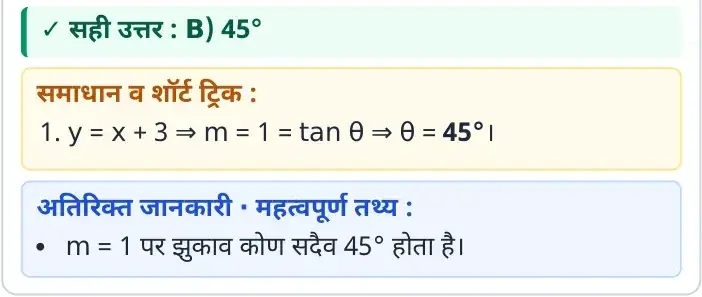 ✓ सही उत्तर : B) 45°
समाधान व शॉर्ट ट्रिक :
1. y = x + 3 ⇒ m = 1 = tan θ ⇒ θ = 45°।
अतिरिक्त जानकारी · महत्वपूर्ण तथ्य :
• m = 1 पर झुकाव कोण सदैव 45° होता है।